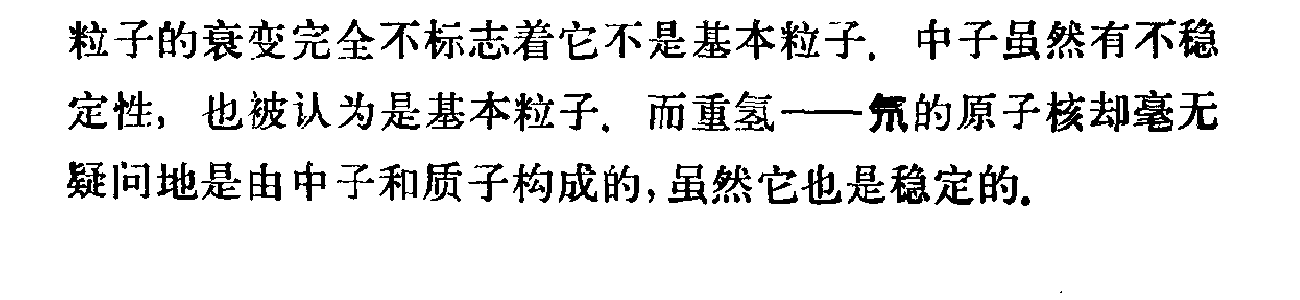 粒子的衰变完全不标志着它不是基本粒子．中子虽然有不稳
定性，也被认为是基本粒子．而重氢——氘的原子核却毫无
疑问地是由中子和质子构成的，虽然它也是稳定的．